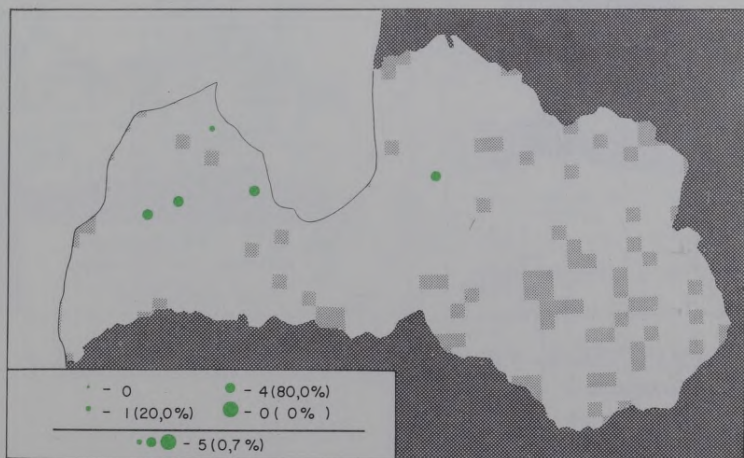 - 0
- 4 (80,0%)
- 1 (20,0%)
- 0 ( 0% )
- 5 (0,7 %)